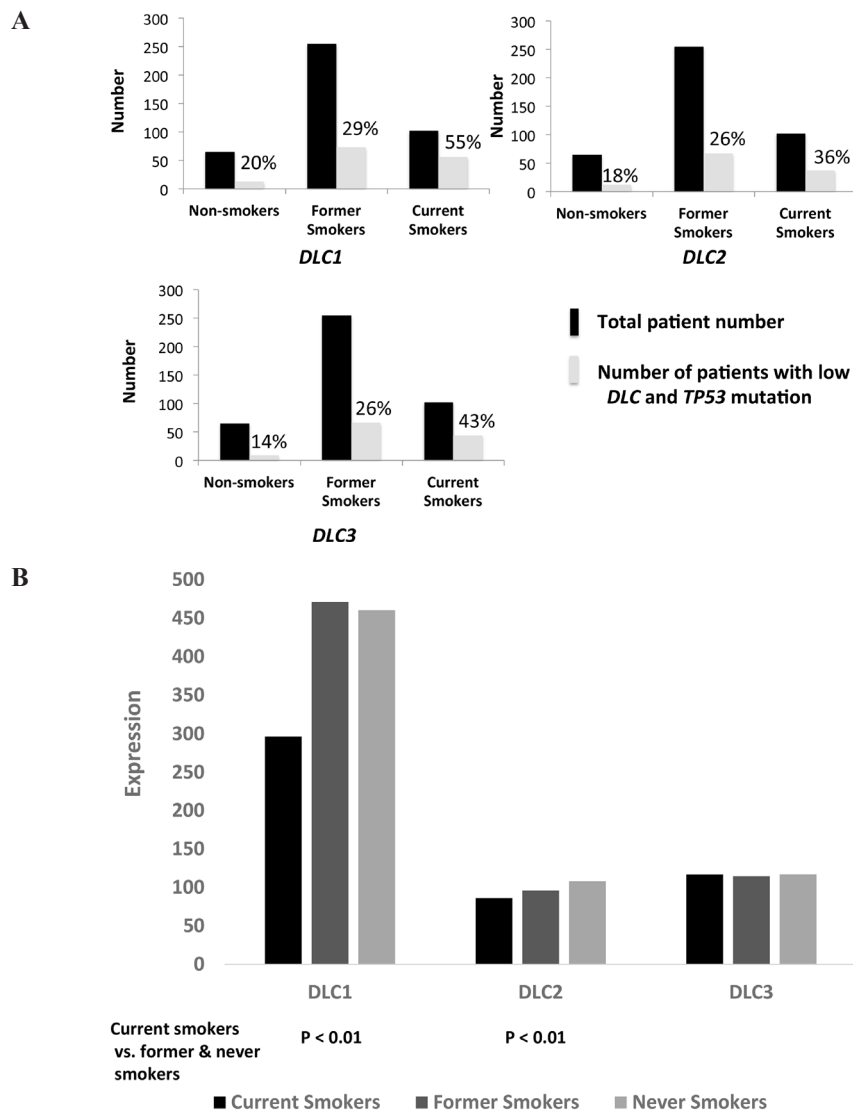 A
300
250
200
150
100
50
0
Number
20%
29%
55%
Non-smokers
Former
Smokers
Current
Smokers
DLC1
300
250
200
150
100
50
0
Number
18%
26%
36%
Non-smokers
Former
Smokers
Current
Smokers
DLC2
300
250
200
150
100
50
0
Number
14%
26%
43%
Non-smokers
Former
Smokers
Current
Smokers
DLC3
Total patient number
Number of patients with low
DLC and TP53 mutation
B
500
450
400
350
300
250
200
150
100
50
0
Expression
DLC1
DLC2
DLC3
Current smokers
vs. former & never
smokers
P < 0.01
P < 0.01
Current Smokers
Former Smokers
Never Smokers